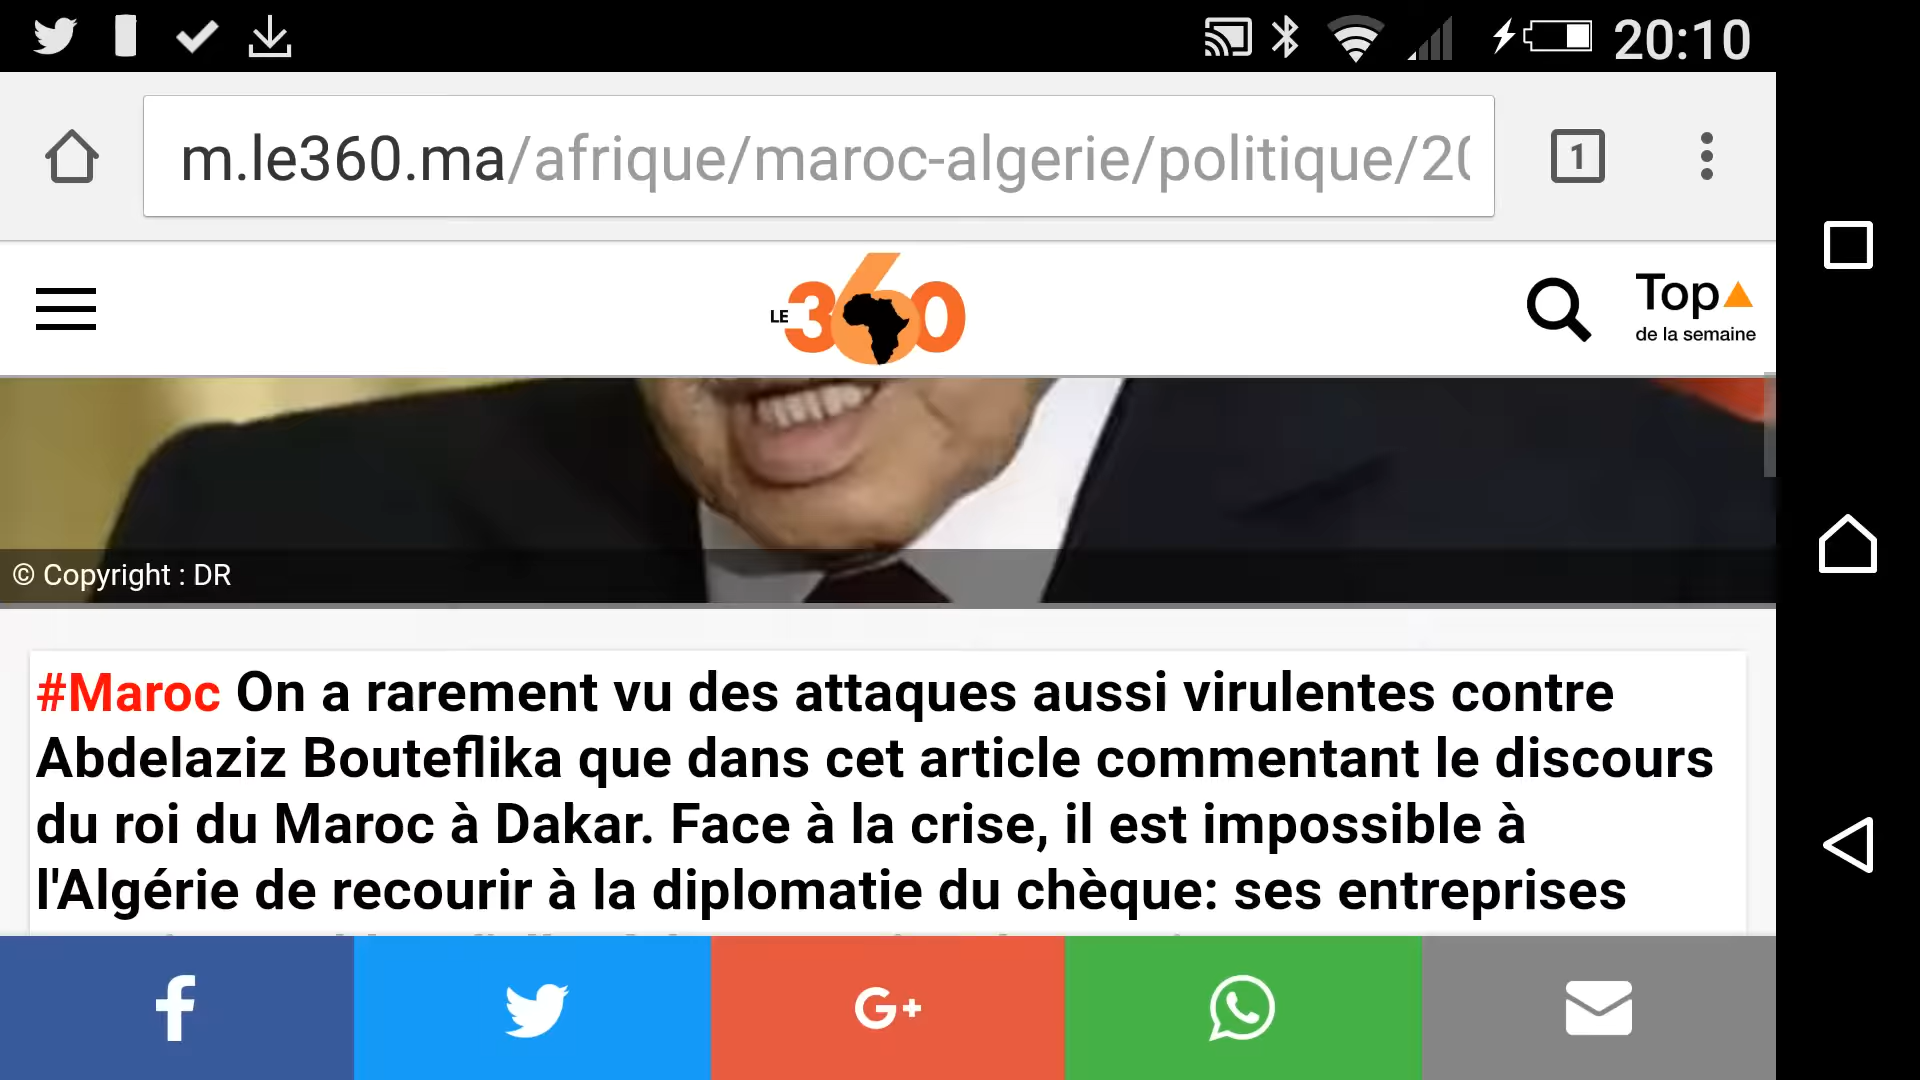 20:10
m.le360.ma/afrique/maroc-algerie/politique/20
1
LE 360
Top
de la semaine
© Copyright : DR
#Maroc On a rarement vu des attaques aussi virulentes contre
Abdelaziz Bouteflika que dans cet article commentant le discours
du roi du Maroc à Dakar. Face à la crise, il est impossible à
l'Algérie de recourir à la diplomatie du chèque: ses entreprises
G+